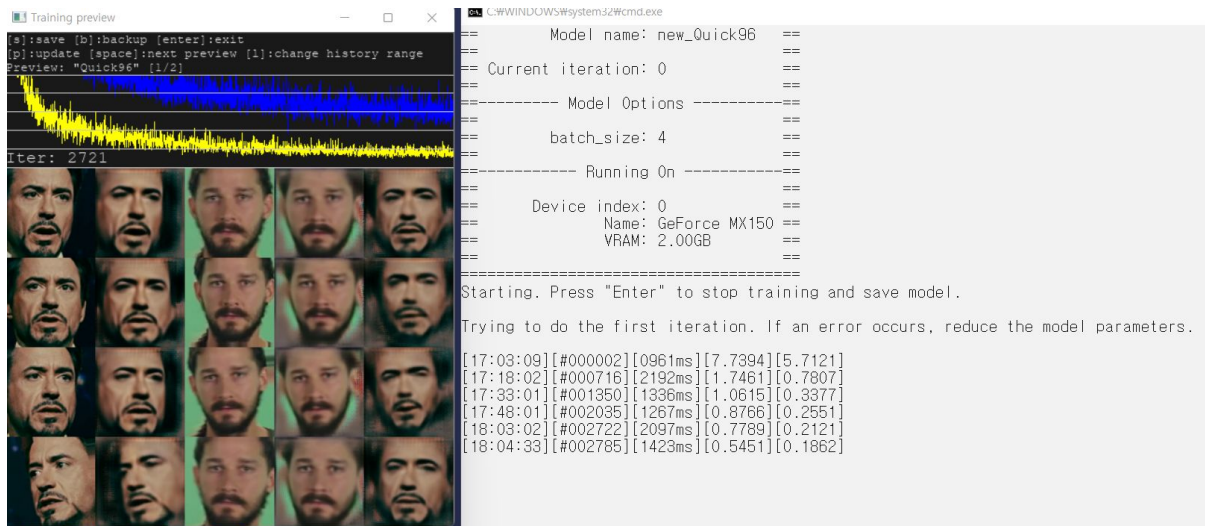 Training preview
[s]:save [b]:backup [enter]:exit
[p]:update [space]:next preview [l]:change history range
Preview: "Quick96" [1/2]
Iter: 2721
C:₩WINDOWS₩system32₩cmd.exe
== Model name: new_Quick96 ==
== ==
== Current iteration: 0 ==
== ==
==--------- Model Options ----------==
== ==
== batch_size: 4 ==
== ==
==----------- Running On -----------==
== ==
== Device index: 0 ==
== Name: GeForce MX150 ==
== VRAM: 2.00GB ==
== ==
=====================================
Starting. Press "Enter" to stop training and save model.
Trying to do the first iteration. If an error occurs, reduce the model parameters.
[17:03:09][#000002][0961ms][7.7394][5.7121]
[17:18:02][#000716][2192ms][1.7461][0.7807]
[17:33:01][#001350][1336ms][1.0615][0.3377]
[17:48:01][#002035][1267ms][0.8766][0.2551]
[18:03:02][#002722][2097ms][0.7789][0.2121]
[18:04:33][#002785][1423ms][0.5451][0.1862]